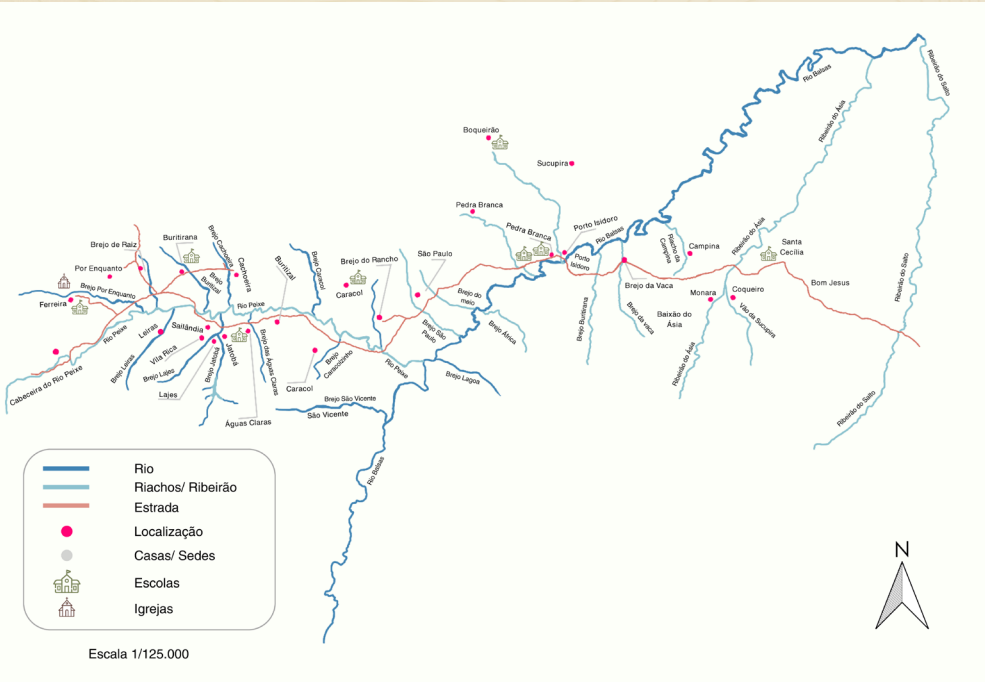 Rio Balsas
Ribeirão do Salto
Ribeirão do Ásia
Boqueirão
Sucupira
Pedra Branca
Pedra Branca
Porto Isidoro
Rio Balsas
Porto
Isidoro
Riacho da
Campina
Campina
Ribeirão do Ásia
Santa
Cecília
Brejo de Raiz
Buritirana
Brejo Cachoeira
Cachoeira
Buritizal
Brejo Caracol
Brejo do Rancho
São Paulo
Por Enquanto
Brejo
Buritizal
Brejo Por Enquanto
Ferreira
Caracol
Rio Peixe
Brejo do
meio
Brejo da Vaca
Monara
Coqueiro
Bom Jesus
Ribeirão do Salto
Rio Peixe
Leiras
Saitlândia
Vila Rica
Brejo Leiras
Brejo Lajes
Lajes
Brejo Jatobá
Jatobá
Brejo das Águas Claras
Águas Claras
Caracol
Brejo
Caracolzinho
Rio Peixe
Brejo São
Paulo
Brejo África
Brejo Buritirana
Brejo da vaca
Baixão do
Ásia
Vão da Sucupira
Ribeirão do Ásia
Cabeceira do Rio Peixe
Brejo Lagoa
Brejo São Vicente
São Vicente
Ribeirão do Salto
Rio Balsas
Rio
Riachos/ Ribeirão
Estrada
Localização
Casas/ Sedes
Escolas
Igrejas
Escala 1/125.000
N